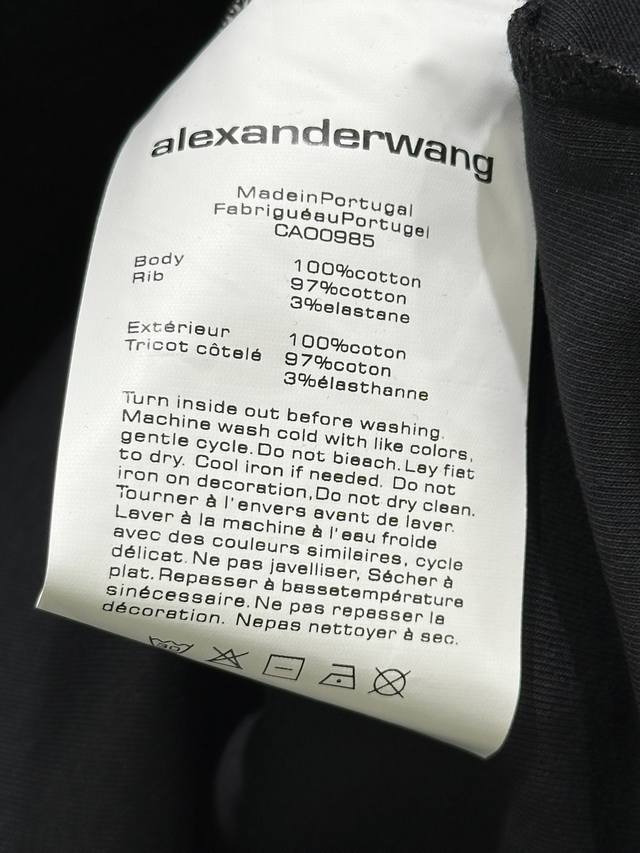 alexanderwang
MadeinPortugal
FabriguéauPortugel
CA00985
Body 100%cotton
Rib 97%cotton
3%elastane
Extérieur 100%coton
Tricot côtelé 97%coton
3%élasthanne
Turn inside out before washing.
Machine wash cold with like colors,
gentle cycle. Do not bieach. Lay fiat
to dry. Cool iron if needed. Do not
iron on decoration,Do not dry clean.
Tourner à l'envers avant de laver.
Laver à la machine à l'eau froide
avec des couleurs similaires, cycle
délicat. Ne pas javelliser, Sécher à
plat. Repasser à bassetempérature
sinécessaire. Ne pas repasser la
décoration. Nepas nettoyer à sec.